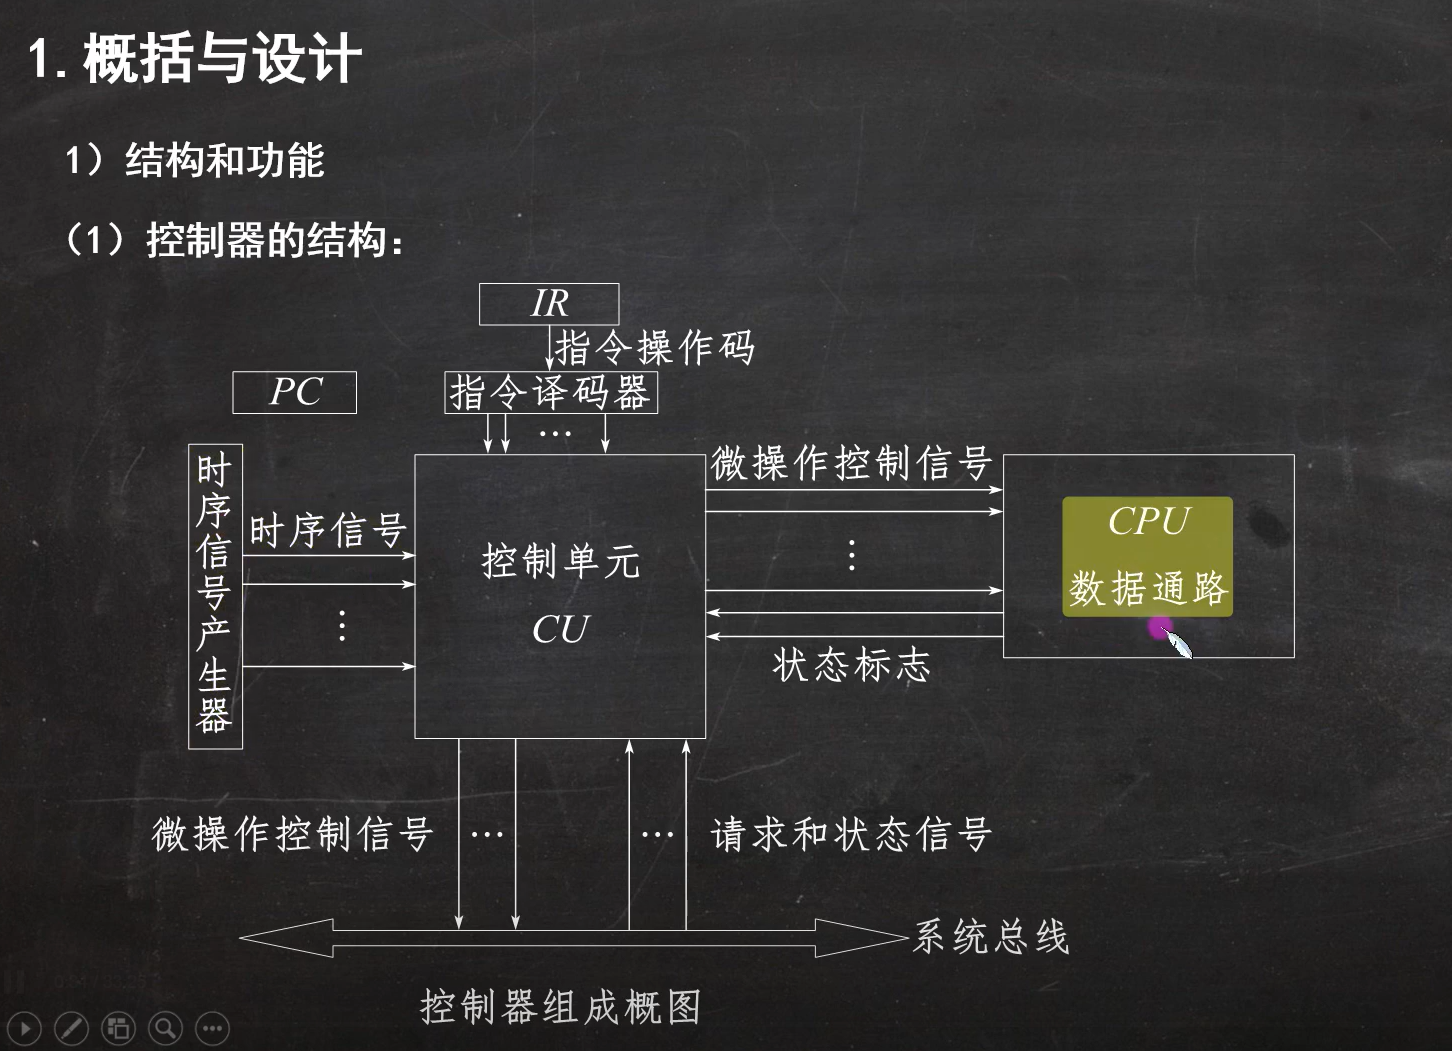 1. 概括与设计
1）结构和功能
（1）控制器的结构：
IR
指令操作码
PC
指令译码器
...
时序信号产生器
时序信号
微操作控制信号
控制单元
CU
CPU
数据通路
状态标志
微操作控制信号
...
...
请求和状态信号
系统总线
控制器组成概图